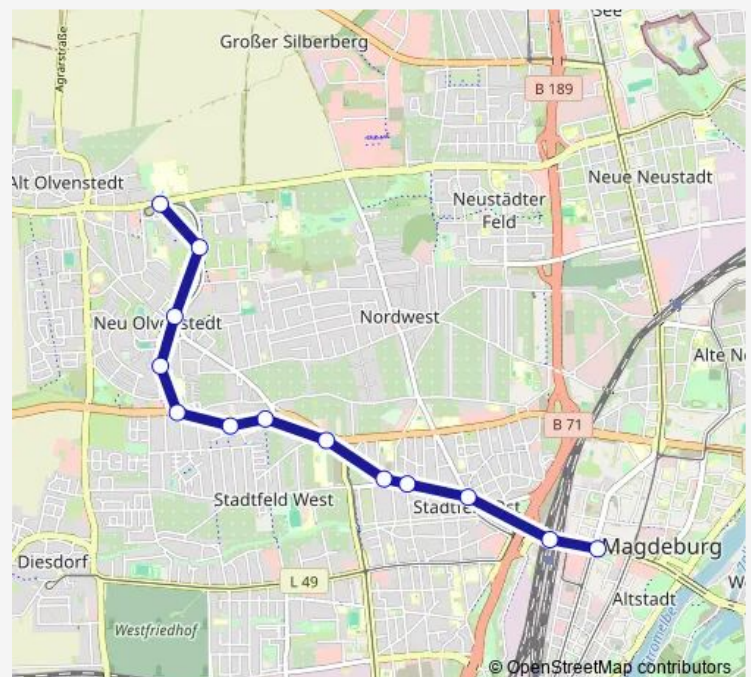 See
Großer Silberberg
Agrarstraße
B 189
Alt Olvenstedt
Neue Neustadt
Neustädter
Feld
Nordwest
Neu Olvenstedt
B 71
Stadtfeld West
Magdeburg
Diesdorf
L 49
Altstadt
Westfriedhof
© OpenStreetMap contributors